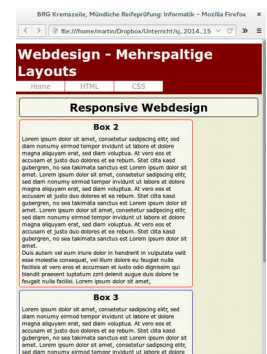 BRG Kremszeile, Mündliche Reifeprüfung: Informatik – Mozilla Firefox
file:///home/martin/Dropbox/Unterricht/sj_2014_15
Webdesign - Mehrspaltige
Layouts
Home HTML CSS
Responsive Webdesign
Box 2
Lorem ipsum dolor sit amet, consetetur sadipscing elitr, sed
diam nonumy eirmod tempor invidunt ut labore et dolore
magna aliquyam erat, sed diam voluptua. At vero eos et
accusam et justo duo dolores et ea rebum. Stet clita kasd
gubergren, no sea takimata sanctus est Lorem ipsum dolor sit
amet. Lorem ipsum dolor sit amet, consetetur sadipscing elitr,
sed diam nonumy eirmod tempor invidunt ut labore et dolore
magna aliquyam erat, sed diam voluptua. At vero eos et
accusam et justo duo dolores et ea rebum. Stet clita kasd
gubergren, no sea takimata sanctus est Lorem ipsum dolor sit
amet. Lorem ipsum dolor sit amet, consetetur sadipscing elitr,
sed diam nonumy eirmod tempor invidunt ut labore et dolore
magna aliquyam erat, sed diam voluptua. At vero eos et
accusam et justo duo dolores et ea rebum. Stet clita kasd
gubergren, no sea takimata sanctus est Lorem ipsum dolor sit
amet.
Duis autem vel eum iriure dolor in hendrerit in vulputate velit
esse molestie consequat, vel illum dolore eu feugiat nulla
facilisis at vero eros et accumsan et iusto odio dignissim qui
blandit praesent luptatum zzril delenit augue duis dolore te
feugait nulla facilisi. Lorem ipsum dolor sit amet,
Box 3
Lorem ipsum dolor sit amet, consetetur sadipscing elitr, sed
diam nonumy eirmod tempor invidunt ut labore et dolore
magna aliquyam erat, sed diam voluptua. At vero eos et
accusam et justo duo dolores et ea rebum. Stet clita kasd
gubergren, no sea takimata sanctus est Lorem ipsum dolor sit
amet. Lorem ipsum dolor sit amet, consetetur sadipscing elitr,
sed diam nonumy eirmod tempor invidunt ut labore et dolore